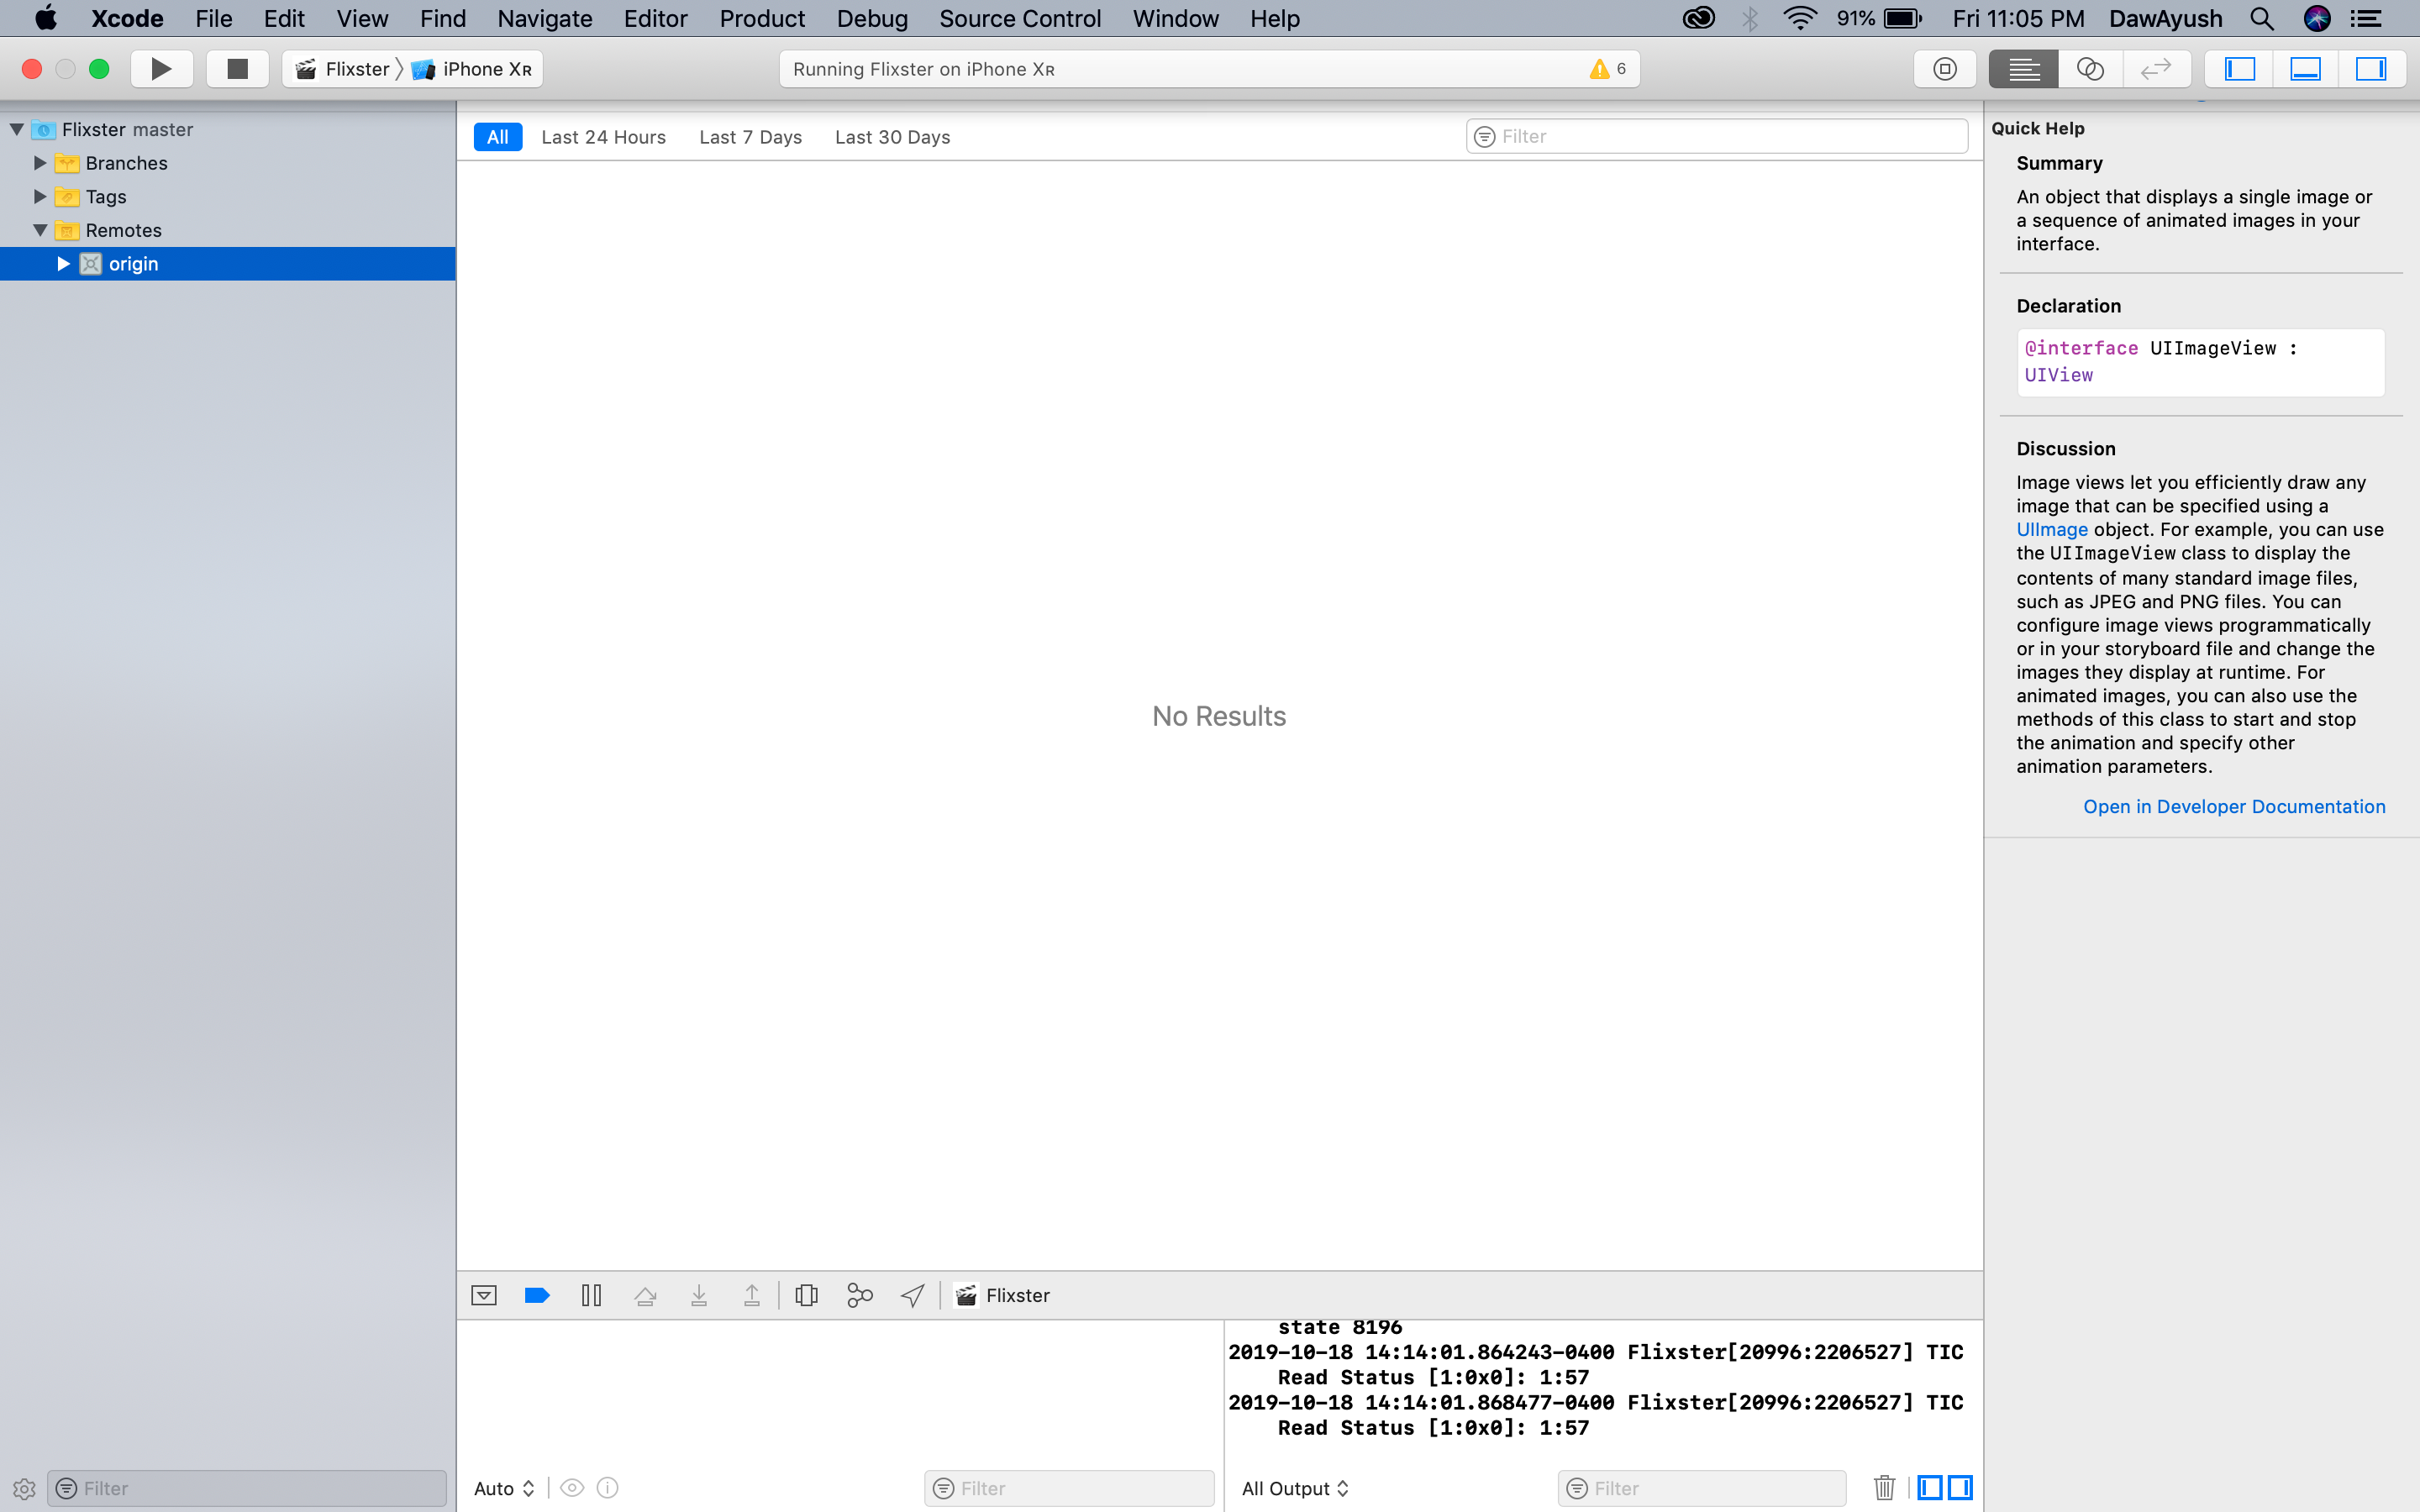 Xcode File Edit View Find Navigate Editor Product Debug Source Control Window Help 91% Fri 11:05 PM DawAyush
Flixster iPhone XR Running Flixster on iPhone XR 6
Flixster master
Branches
Tags
Remotes
origin
All Last 24 Hours Last 7 Days Last 30 Days Filter
No Results
Quick Help
Summary
An object that displays a single image or
a sequence of animated images in your
interface.
Declaration
@interface UIImageView :
UIView
Discussion
Image views let you efficiently draw any
image that can be specified using a
UIImage object. For example, you can use
the UIImageView class to display the
contents of many standard image files,
such as JPEG and PNG files. You can
configure image views programmatically
or in your storyboard file and change the
images they display at runtime. For
animated images, you can also use the
methods of this class to start and stop
the animation and specify other
animation parameters.
Open in Developer Documentation
Flixster
state 8196
2019-10-18 14:14:01.864243-0400 Flixster[20996:2206527] TIC
Read Status [1:0x0]: 1:57
2019-10-18 14:14:01.868477-0400 Flixster[20996:2206527] TIC
Read Status [1:0x0]: 1:57
Filter Auto Filter All Output Filter